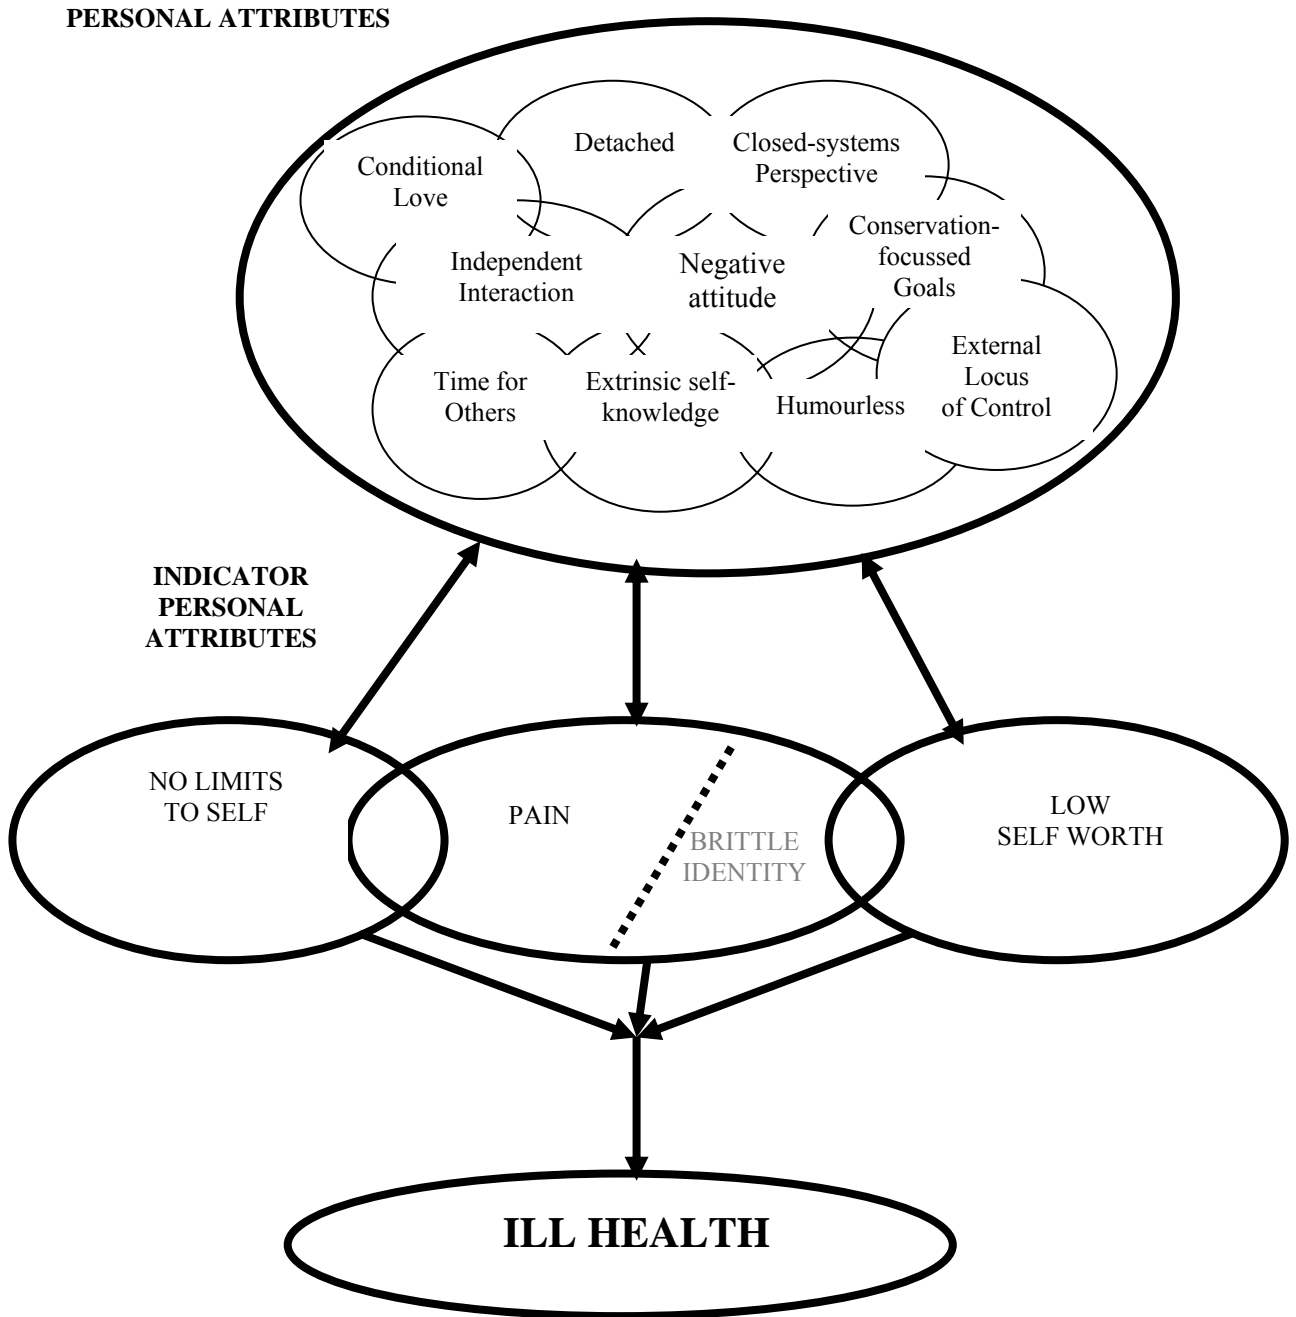 PERSONAL ATTRIBUTES
Detached
Closed-systems
Perspective
Conditional
Love
Conservation-
focussed
Goals
Independent
Interaction
Negative
attitude
External
Locus
of Control
Time for
Others
Extrinsic self-
knowledge
Humourless
INDICATOR
PERSONAL
ATTRIBUTES
NO LIMITS
TO SELF
PAIN
BRITTLE
IDENTITY
LOW
SELF WORTH
ILL HEALTH